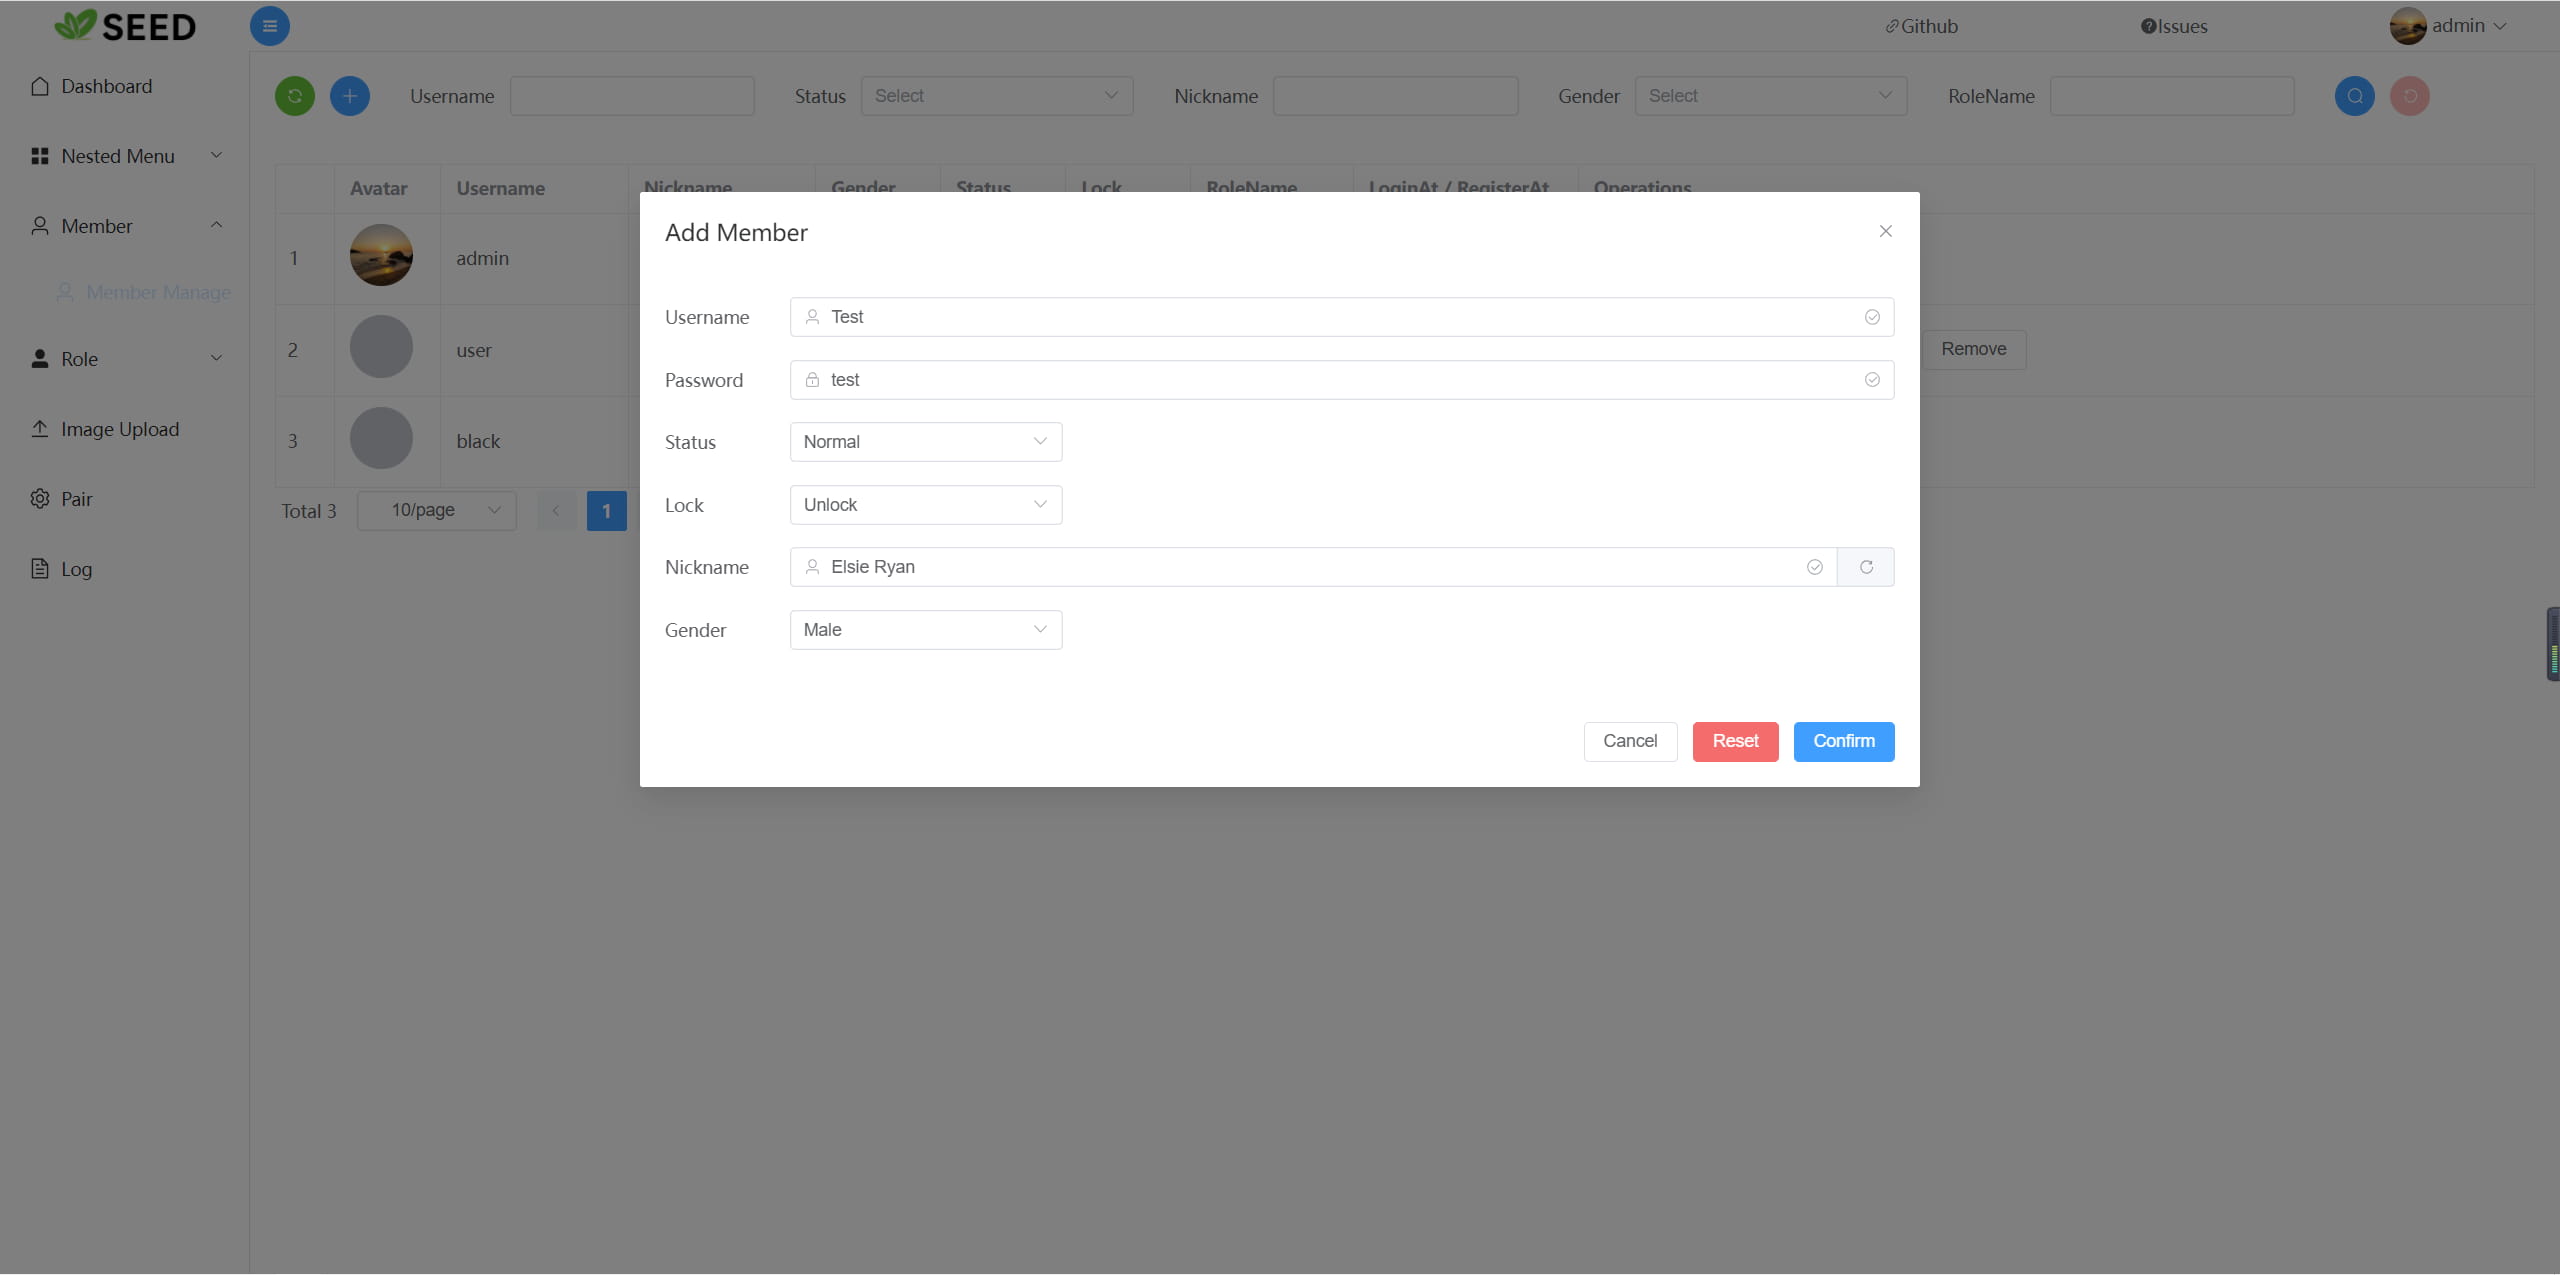 SEED
Github
Issues
admin
Dashboard
Username
Status Select
Nickname
Gender Select
RoleName
Nested Menu
Avatar Username Nickname Gender Status Lock RoleName LoginAt / RegisterAt Operations
Member
Add Member
1 admin
Member Manage
Username Test
2 user
Remove
Role
Password test
Image Upload
Status Normal
3 black
Pair
Lock Unlock
Total 3 10/page 1
Log
Nickname Elsie Ryan
Gender Male
Cancel Reset Confirm